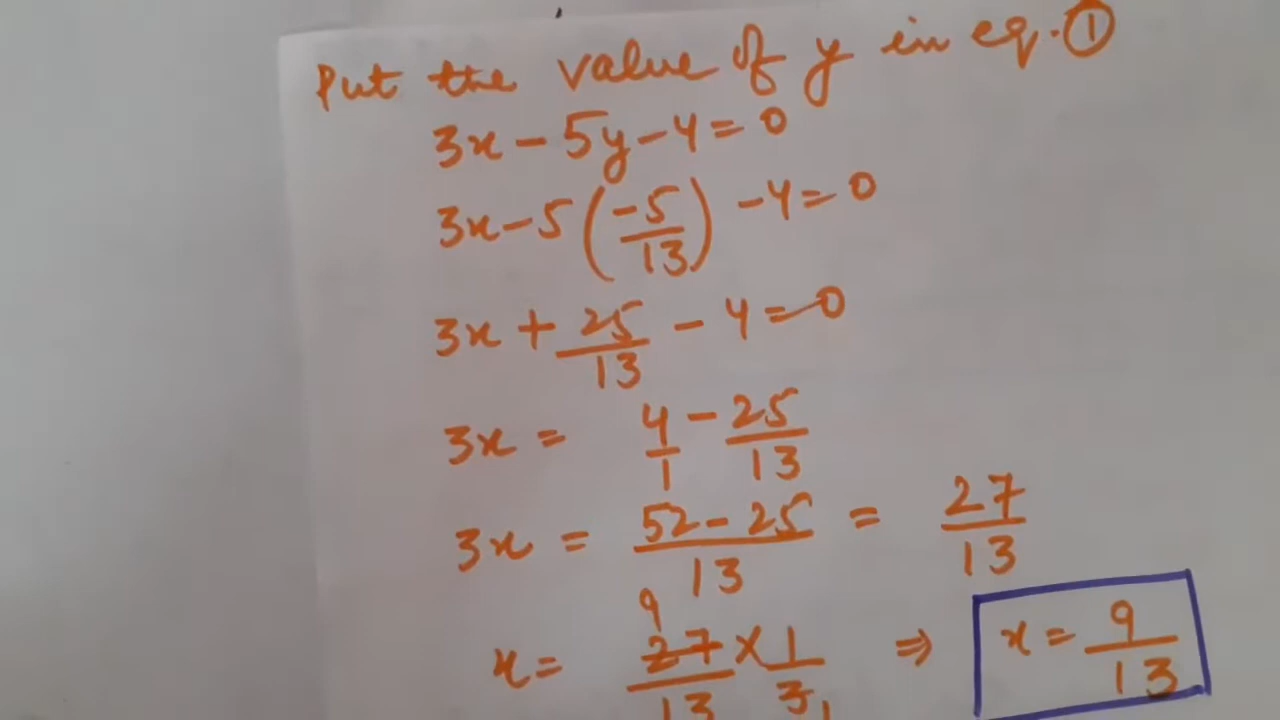 Put the value of y in eq. ①
3x - 5y - 4 = 0
3x - 5 (-5/13) - 4 = 0
3x + 25/13 - 4 = 0
3x = 4/1 - 25/13
3x = 52 - 25/13 = 27/13
9
x = 27/13 × 1/3 1 ⇒ x = 9/13